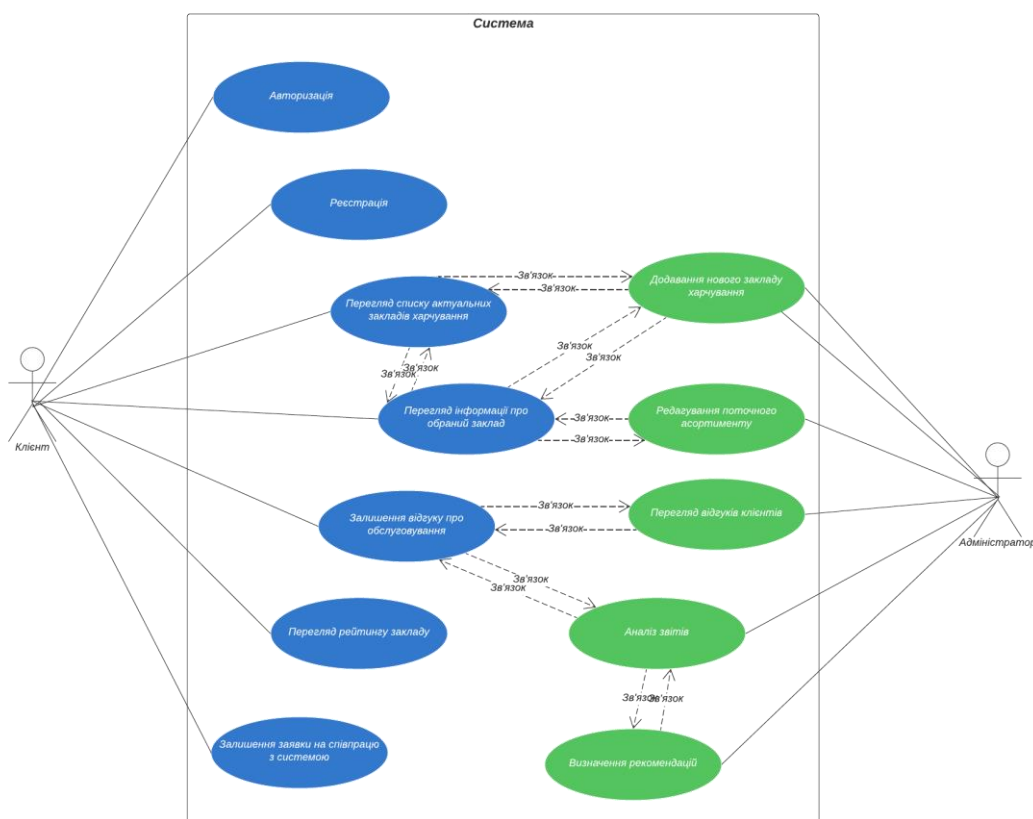 Система
Авторизація
Реєстрація
Зв'язок
Зв'язок
Додавання нового закладу
харчування
Перегляд списку актуальних
закладів харчування
Зв'язок
Зв'язок
Зв'язок
Зв'язок
Перегляд інформації про
обраний заклад
Зв'язок
Зв'язок
Редагування поточного
асортименту
Клієнт
Залишення відгуку про
обслуговування
Зв'язок
Зв'язок
Перегляд відгуків клієнтів
Адміністратор
Зв'язок
Зв'язок
Перегляд рейтингу закладу
Аналіз звітів
Зв'язок
Зв'язок
Залишення заявки на співпрацю
з системою
Визначення рекомендацій